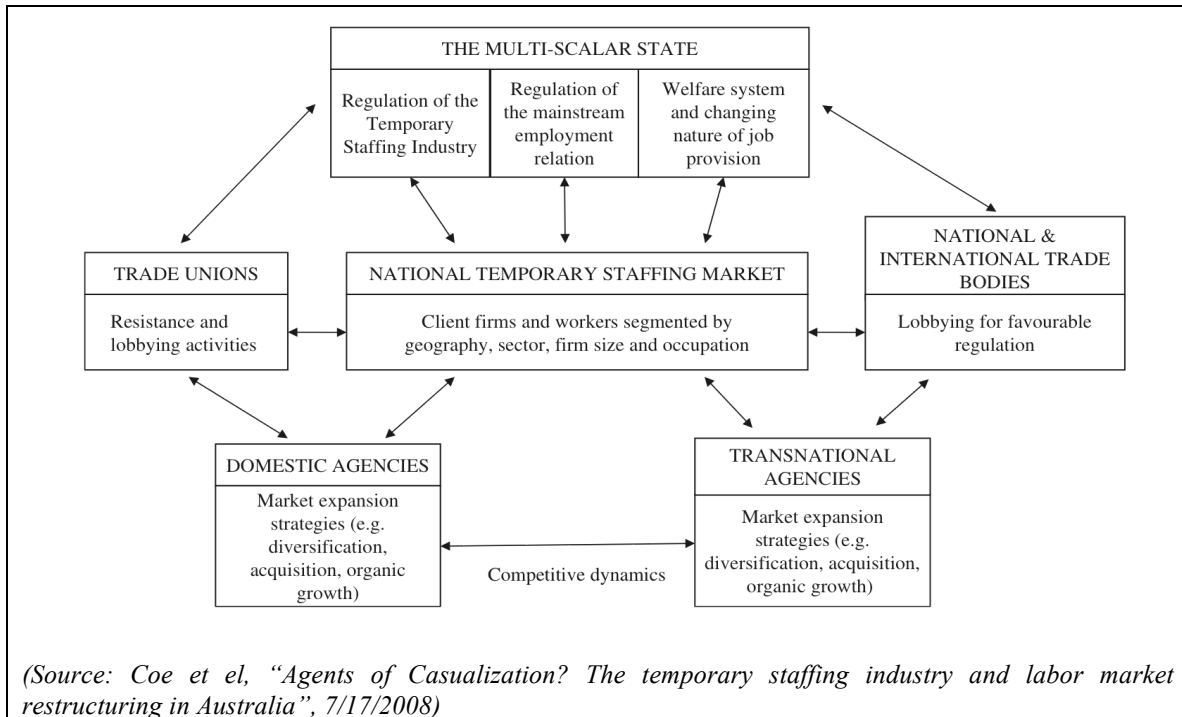 THE MULTI-SCALAR STATE
Regulation of the
Temporary
Staffing Industry
Regulation of
the mainstream
employment
relation
Welfare system
and changing
nature of job
provision
TRADE UNIONS
Resistance and
lobbying activities
NATIONAL TEMPORARY STAFFING MARKET
Client firms and workers segmented by
geography, sector, firm size and occupation
NATIONAL &
INTERNATIONAL TRADE
BODIES
Lobbying for favourable
regulation
DOMESTIC AGENCIES
Market expansion
strategies (e.g.
diversification,
acquisition, organic
growth)
Competitive dynamics
TRANSNATIONAL
AGENCIES
Market expansion
strategies (e.g.
diversification, acquisition,
organic growth)
(Source: Coe et el, “Agents of Casualization? The temporary staffing industry and labor market
restructuring in Australia”, 7/17/2008)